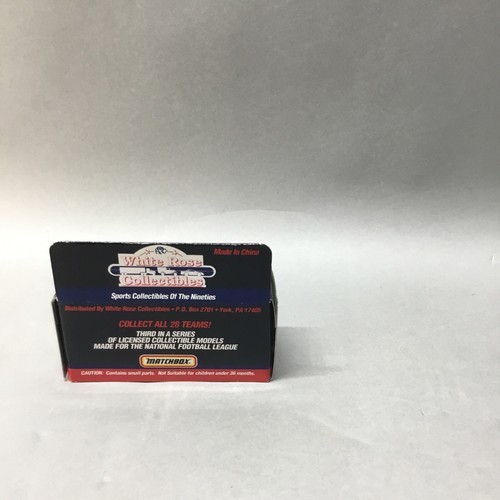 Made in China
White Rose
Collectibles
Sports Collectibles Of The Nineties
Distributed By White Rose Collectibles • P.O. Box 2701 • York, PA 17405
COLLECT ALL 28 TEAMS!
THIRD IN A SERIES
OF LICENSED COLLECTIBLE MODELS
MADE FOR THE NATIONAL FOOTBALL LEAGUE
MATCHBOX
CAUTION: Contains small parts. Not Suitable for children under 36 months.